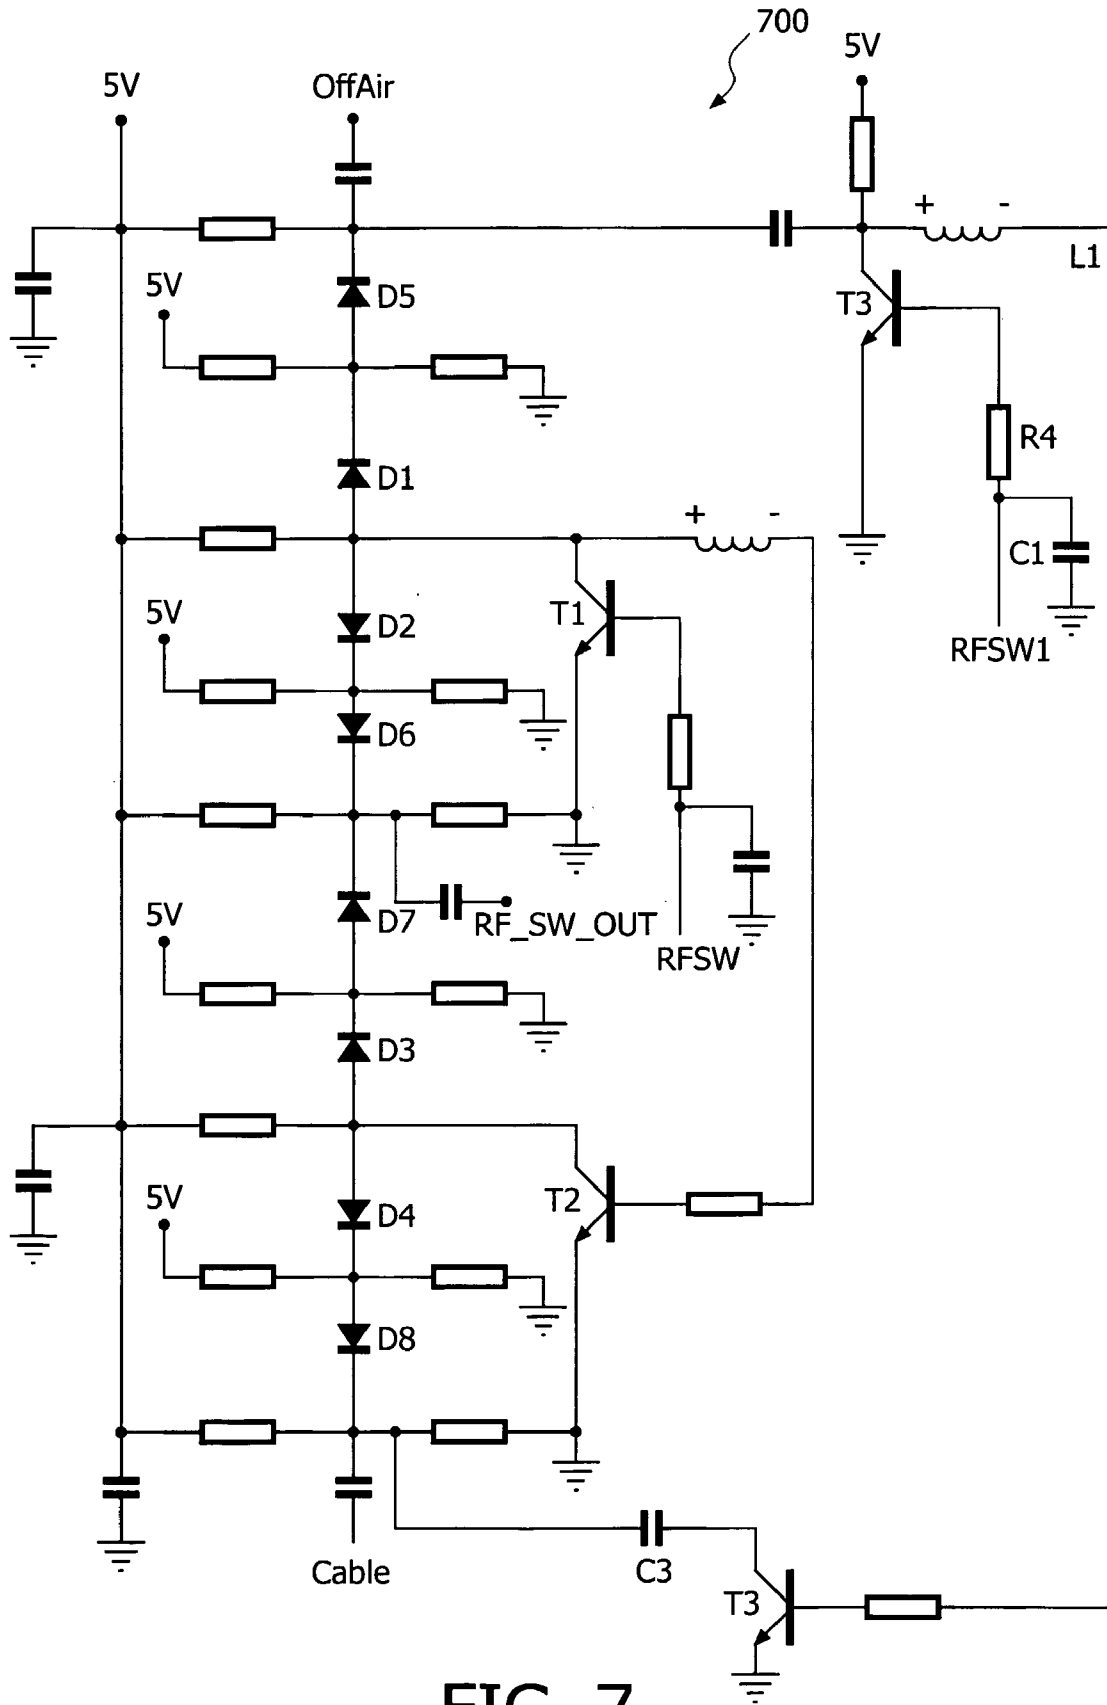 700
5V
5V
OffAir
+ -
L1
5V
D5
T3
R4
D1
+ -
C1
5V
D2
T1
RFSW1
D6
5V
D7
RF_SW_OUT
RFSW
D3
5V
D4
T2
D8
Cable
C3
T3
FIG. 7